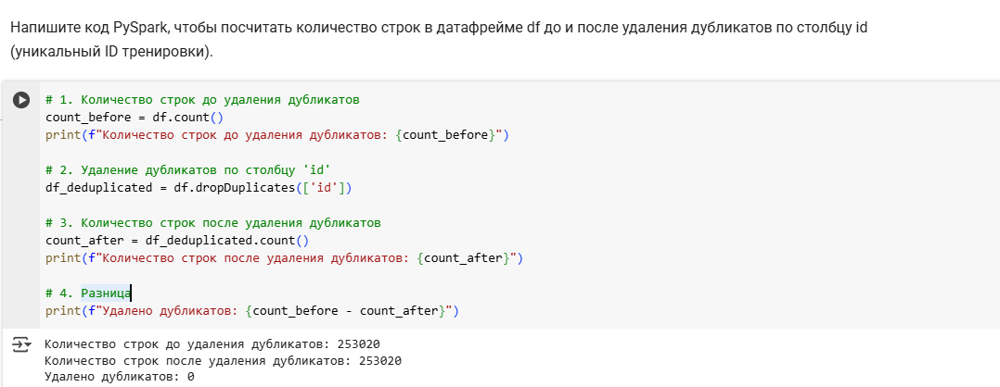 Напишите код PySpark, чтобы посчитать количество строк в датафрейме df до и после удаления дубликатов по столбцу id
(уникальный ID тренировки).
# 1. Количество строк до удаления дубликатов
count_before = df.count()
print(f"Количество строк до удаления дубликатов: {count_before}")
# 2. Удаление дубликатов по столбцу 'id'
df_deduplicated = df.dropDuplicates(['id'])
# 3. Количество строк после удаления дубликатов
count_after = df_deduplicated.count()
print(f"Количество строк после удаления дубликатов: {count_after}")
# 4. Разница
print(f"Удалено дубликатов: {count_before - count_after}")
Количество строк до удаления дубликатов: 253020
Количество строк после удаления дубликатов: 253020
Удалено дубликатов: 0